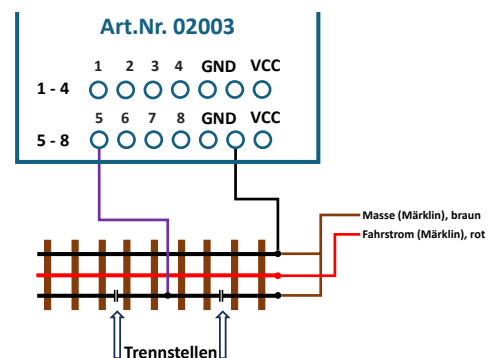 Art.Nr. 02003
1 2 3 4 GND VCC
1 - 4
5 6 7 8 GND VCC
5 - 8
Masse (Märklin), braun
Fahrstrom (Märklin), rot
Trennstellen